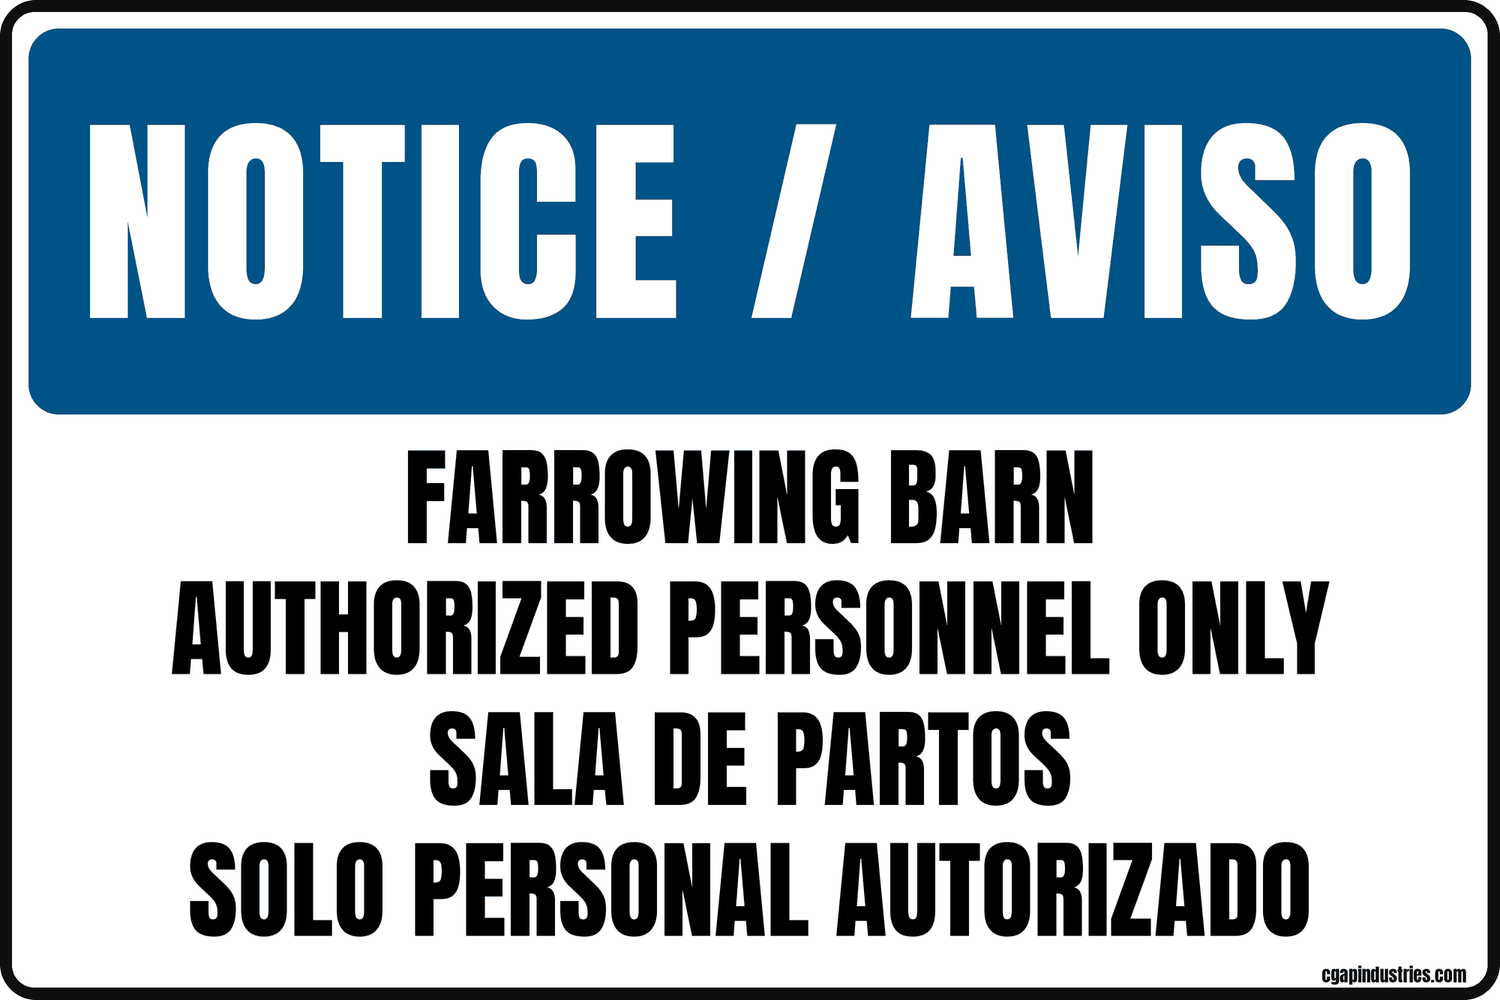 NOTICE / AVISO
FARROWING BARN
AUTHORIZED PERSONNEL ONLY
SALA DE PARTOS
SOLO PERSONAL AUTORIZADO
cgapindustries.com